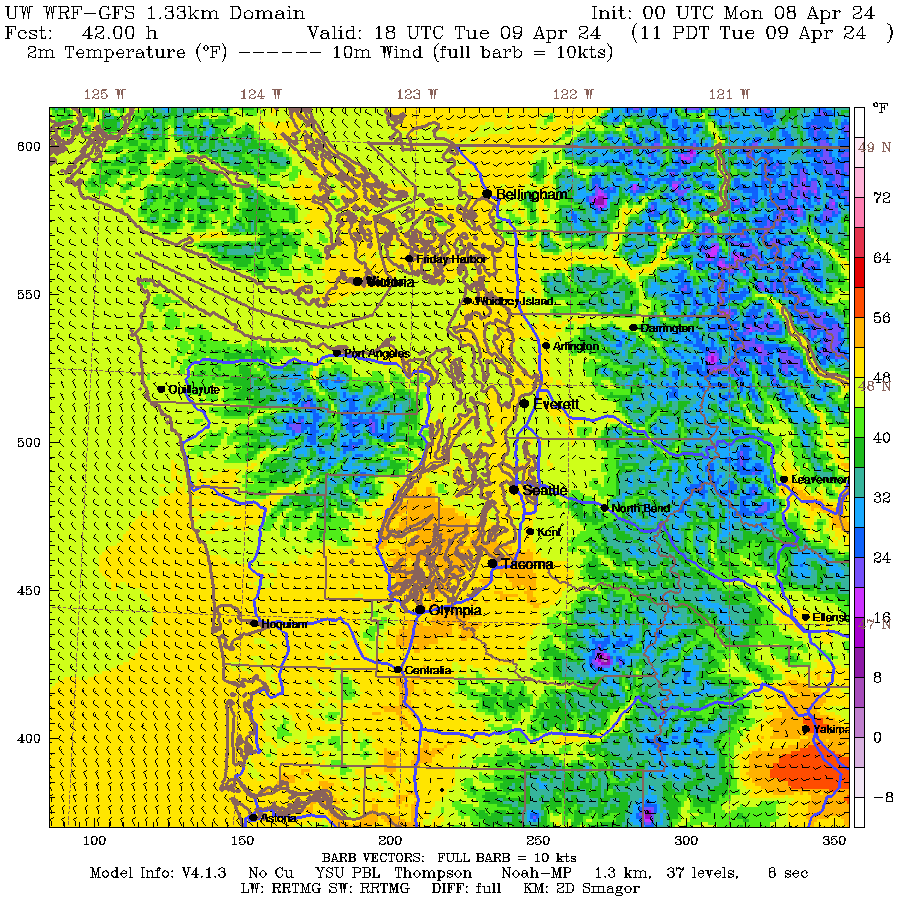 UW WRF-GFS 1.33km Domain Init: 00 UTC Mon 08 Apr 24
Fcst: 42.00 h Valid: 18 UTC Tue 09 Apr 24 (11 PDT Tue 09 Apr 24 )
2m Temperature (°F) ------ 10m Wind (full barb = 10kts)
125 W 124 W 123 W 122 W 121 W
°F
600
49 N
Bellingham
72
Friday Harbor
64
Victoria
550
Whidbey Island
56
Darrington
Arlington
Port Angeles
48
48 N
Quillayute
Everett
500
40
Leavenwor
Seattle
32
North Bend
Kent
24
Tacoma
450
Olympia
16
Ellensb
47 N
Hoquiam
Centralia
8
Yakima
400
0
-8
Astoria
100 150 200 250 300 350
BARB VECTORS: FULL BARB = 10 kts
Model Info: V4.1.3 No Cu YSU PBL Thompson Noah-MP 1.3 km, 37 levels, 8 sec
LW: RRTMG SW: RRTMG DIFF: full KM: 2D Smagor